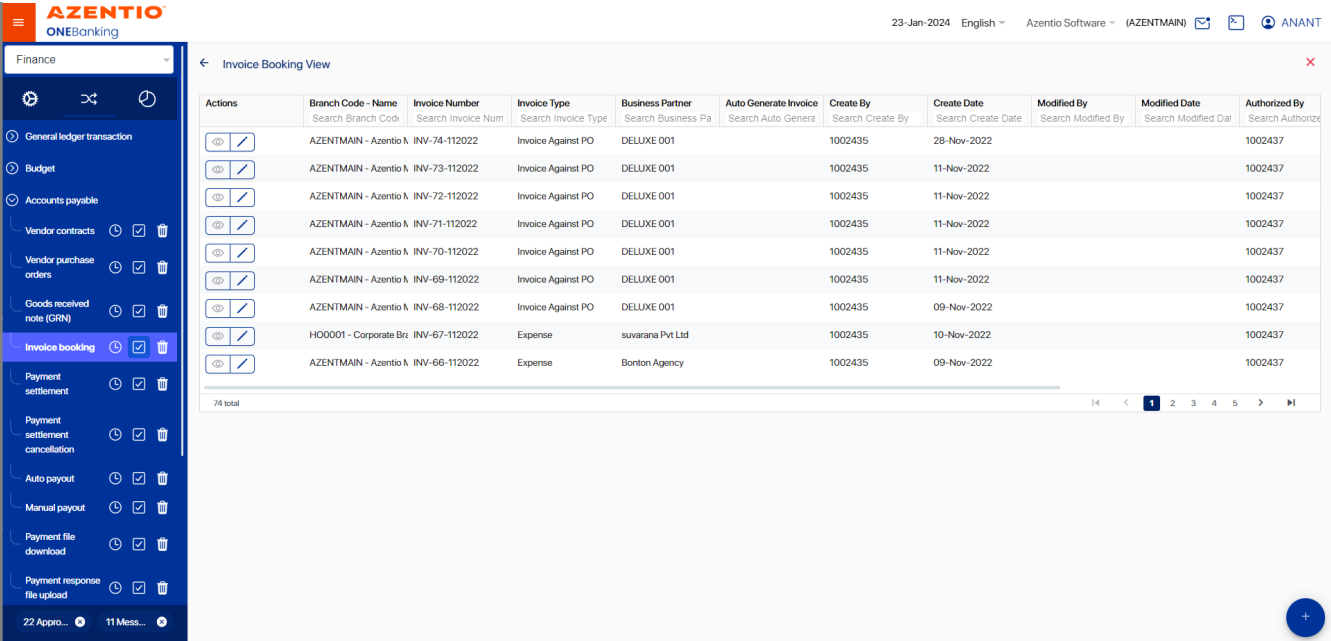 AZENTIO
ONEBanking
23-Jan-2024 English Azentio Software (AZENTMAIN) ANANT
Finance
General ledger transaction
Budget
Accounts payable
Vendor contracts
Vendor purchase
orders
Goods received
note (GRN)
Invoice booking
Payment
settlement
Payment
settlement
cancellation
Auto payout
Manual payout
Payment file
download
Payment response
file upload
22 Appro... 11 Mess...
Invoice Booking View
Actions Branch Code - Name Invoice Number Invoice Type Business Partner Auto Generate Invoice Create By Create Date Modified By Modified Date Authorized By
Search Branch Code Search Invoice Num Search Invoice Type Search Business Pa Search Auto Genera Search Create By Search Create Date Search Modified By Search Modified Dat Search Authorize
AZENTMAIN - Azentio M INV-74-112022 Invoice Against PO DELUXE 001 1002435 28-Nov-2022 1002437
AZENTMAIN - Azentio M INV-73-112022 Invoice Against PO DELUXE 001 1002435 11-Nov-2022 1002437
AZENTMAIN - Azentio M INV-72-112022 Invoice Against PO DELUXE 001 1002435 11-Nov-2022 1002437
AZENTMAIN - Azentio M INV-71-112022 Invoice Against PO DELUXE 001 1002435 11-Nov-2022 1002437
AZENTMAIN - Azentio M INV-70-112022 Invoice Against PO DELUXE 001 1002435 11-Nov-2022 1002437
AZENTMAIN - Azentio M INV-69-112022 Invoice Against PO DELUXE 001 1002435 11-Nov-2022 1002437
AZENTMAIN - Azentio M INV-68-112022 Invoice Against PO DELUXE 001 1002435 09-Nov-2022 1002437
HO0001 - Corporate Bra INV-67-112022 Expense suvarana Pvt Ltd 1002435 10-Nov-2022 1002437
AZENTMAIN - Azentio M INV-66-112022 Expense Bonton Agency 1002435 09-Nov-2022 1002437
74 total 1 2 3 4 5